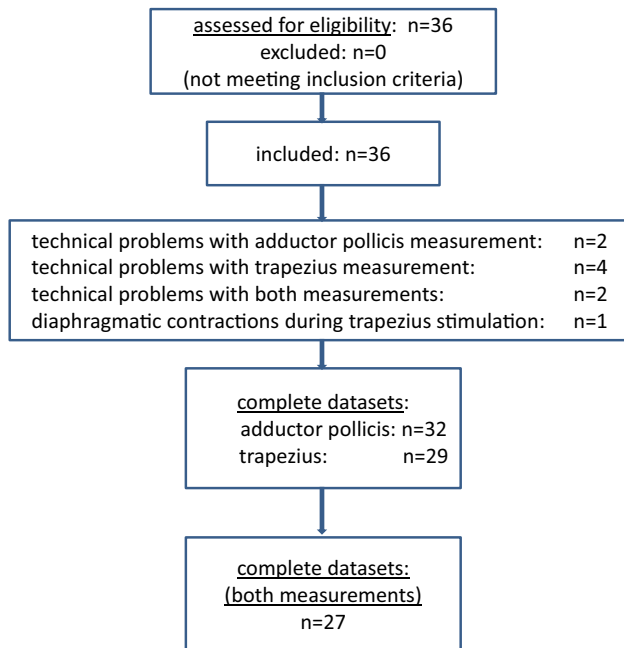 assessed for eligibility: n=36
excluded: n=0
(not meeting inclusion criteria)
included: n=36
technical problems with adductor pollicis measurement: n=2
technical problems with trapezius measurement: n=4
technical problems with both measurements: n=2
diaphragmatic contractions during trapezius stimulation: n=1
complete datasets:
adductor pollicis: n=32
trapezius: n=29
complete datasets:
(both measurements)
n=27